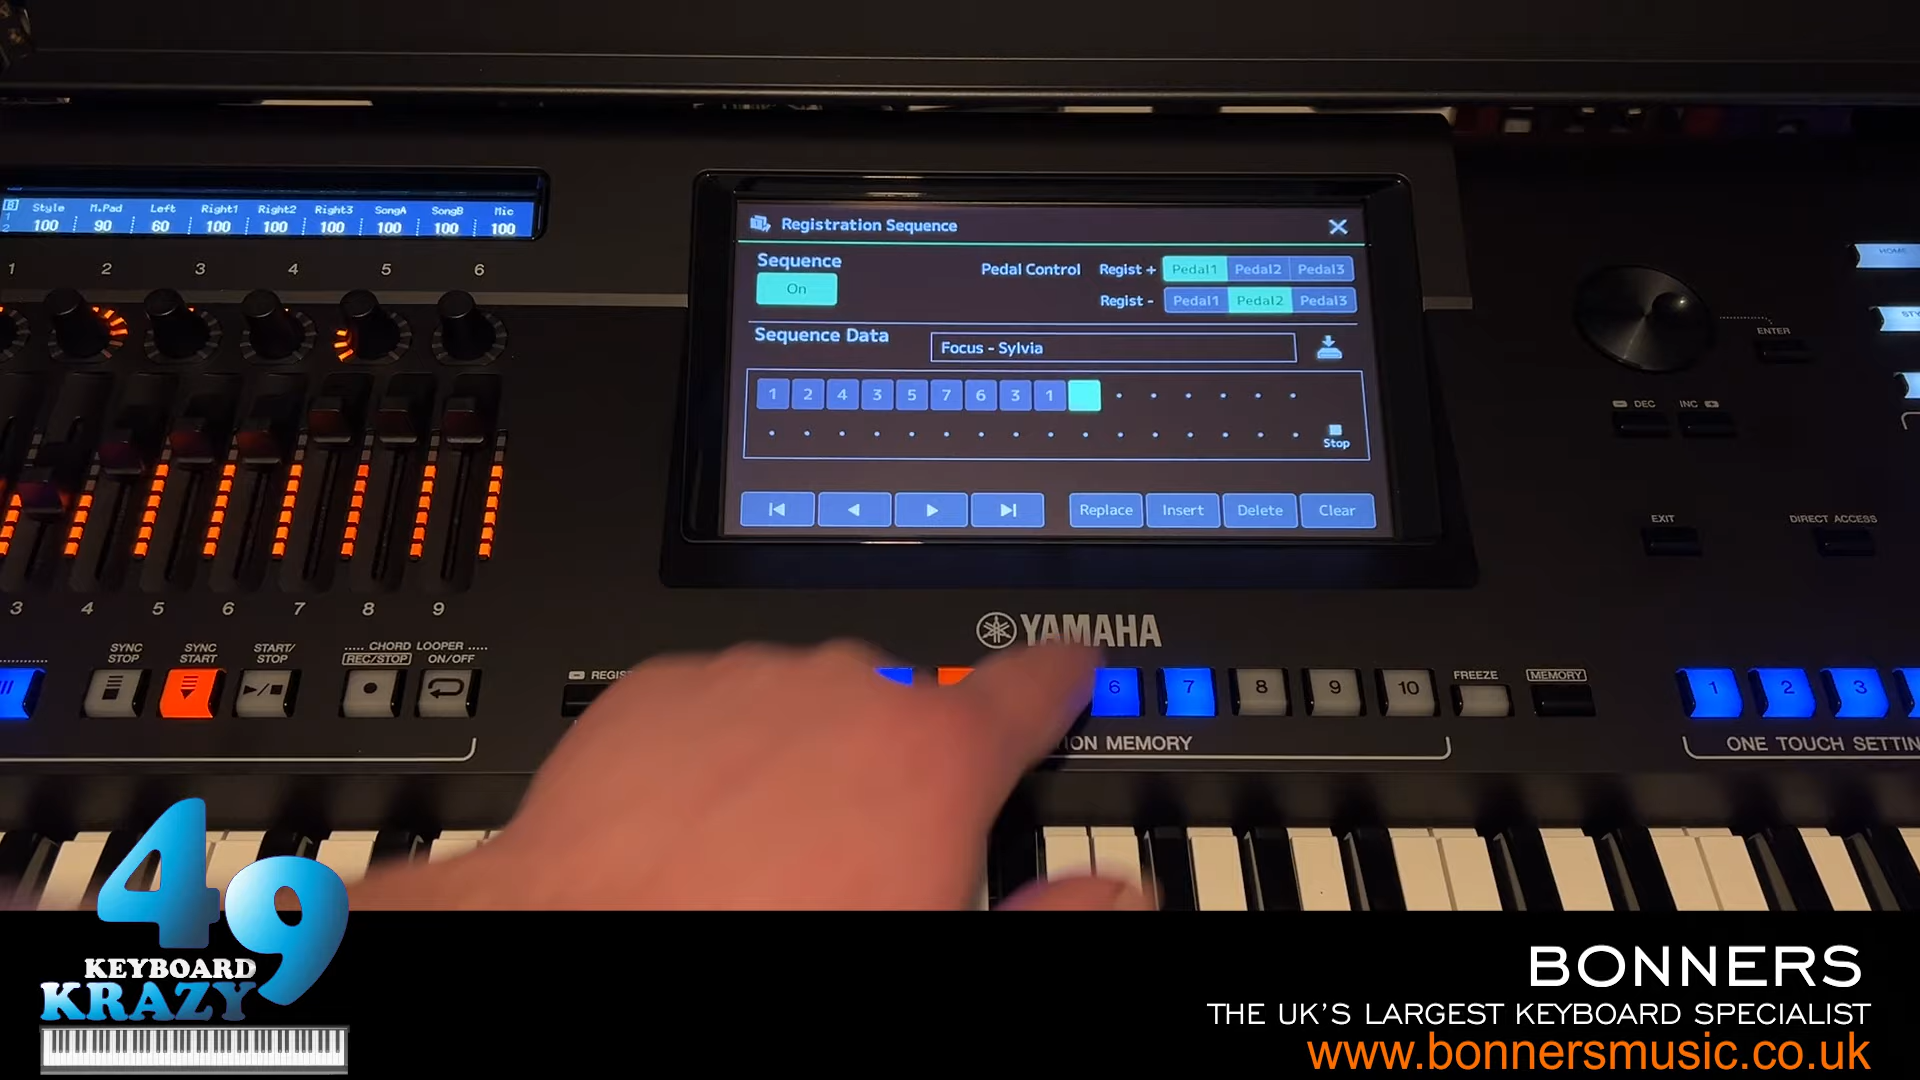 Style M.Pad Left Right1 Right2 Right3 SongA SongB Mic
100 90 60 100 100 100 100 100 100
1 2 3 4 5 6
Registration Sequence
Sequence
On
Pedal Control Regist + Pedal1 Pedal2 Pedal3
Regist - Pedal1 Pedal2 Pedal3
Sequence Data Focus - Sylvia
1 2 4 3 5 7 6 3 1
Stop
Replace Insert Delete Clear
HOME
ENTER
DEC INC
EXIT DIRECT ACCESS
3 4 5 6 7 8 9
YAMAHA
SYNC STOP SYNC START START/STOP CHORD LOOPER
REC/STOP ON/OFF
6 7 8 9 10 FREEZE MEMORY 1 2 3
MEMORY
ONE TOUCH
49
KEYBOARD
KRAZY
BONNERS
THE UK'S LARGEST KEYBOARD SPECIALIST
www.bonnersmusic.co.uk